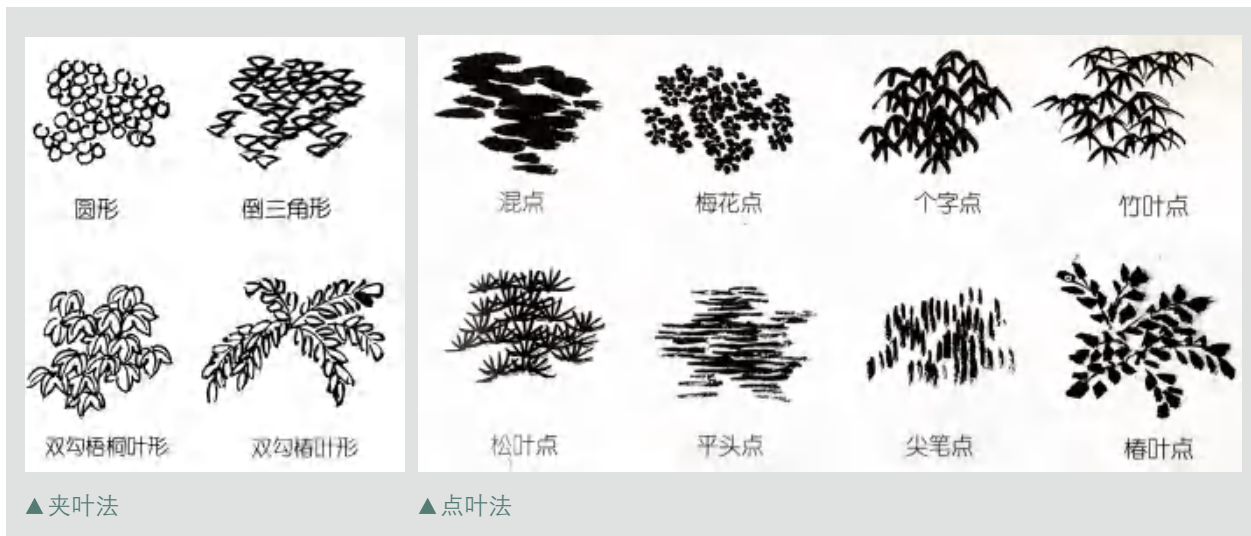 圆形 倒三角形
双勾梧桐叶形 双勾椿叶形
▲夹叶法
混点 梅花点 个字点 竹叶点
松叶点 平头点 尖笔点 椿叶点
▲点叶法